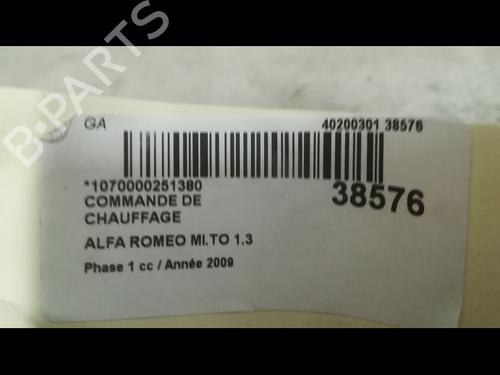 B-PARTS
GA
40200301 38576
*1070000251380
38576
COMMANDE DE
CHAUFFAGE
ALFA ROMEO MI.TO 1.3
Phase 1 cc / Année 2009